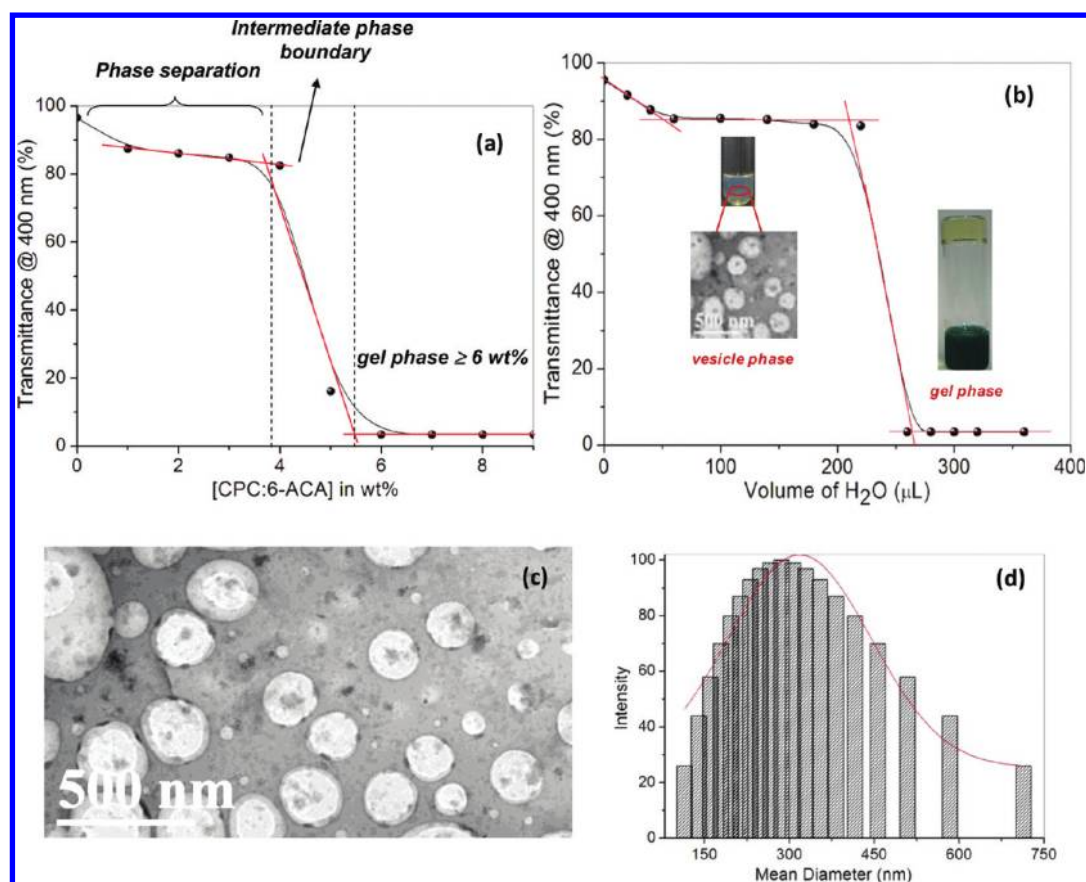 Intermediate phase
boundary
Phase separation
(a)
gel phase ≥ 6 wt%
Transmittance @ 400 nm (%)
100
80
60
40
20
0
0 2 4 6 8
[CPC:6-ACA] in wt%
(b)
Transmittance @ 400 nm (%)
100
80
60
40
20
0
500 nm
vesicle phase
gel phase
0 100 200 300 400
Volume of H2O (µL)
(c)
500 nm
(d)
Intensity
100
80
60
40
20
0
150 300 450 600 750
Mean Diameter (nm)